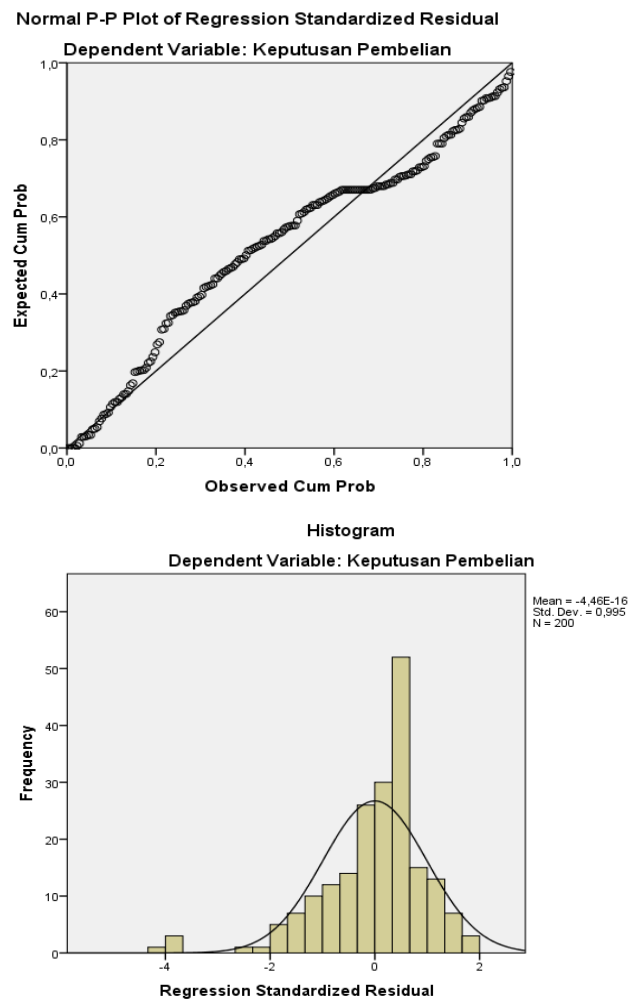 Normal P-P Plot of Regression Standardized Residual
Dependent Variable: Keputusan Pembelian
1,0
0,8
0,6
0,4
0,2
0,0
Expected Cum Prob
0,0 0,2 0,4 0,6 0,8 1,0
Observed Cum Prob
Histogram
Dependent Variable: Keputusan Pembelian
Mean = -4,46E-16
Std. Dev. = 0,995
N = 200
60
50
40
30
20
10
0
Frequency
-4 -2 0 2
Regression Standardized Residual